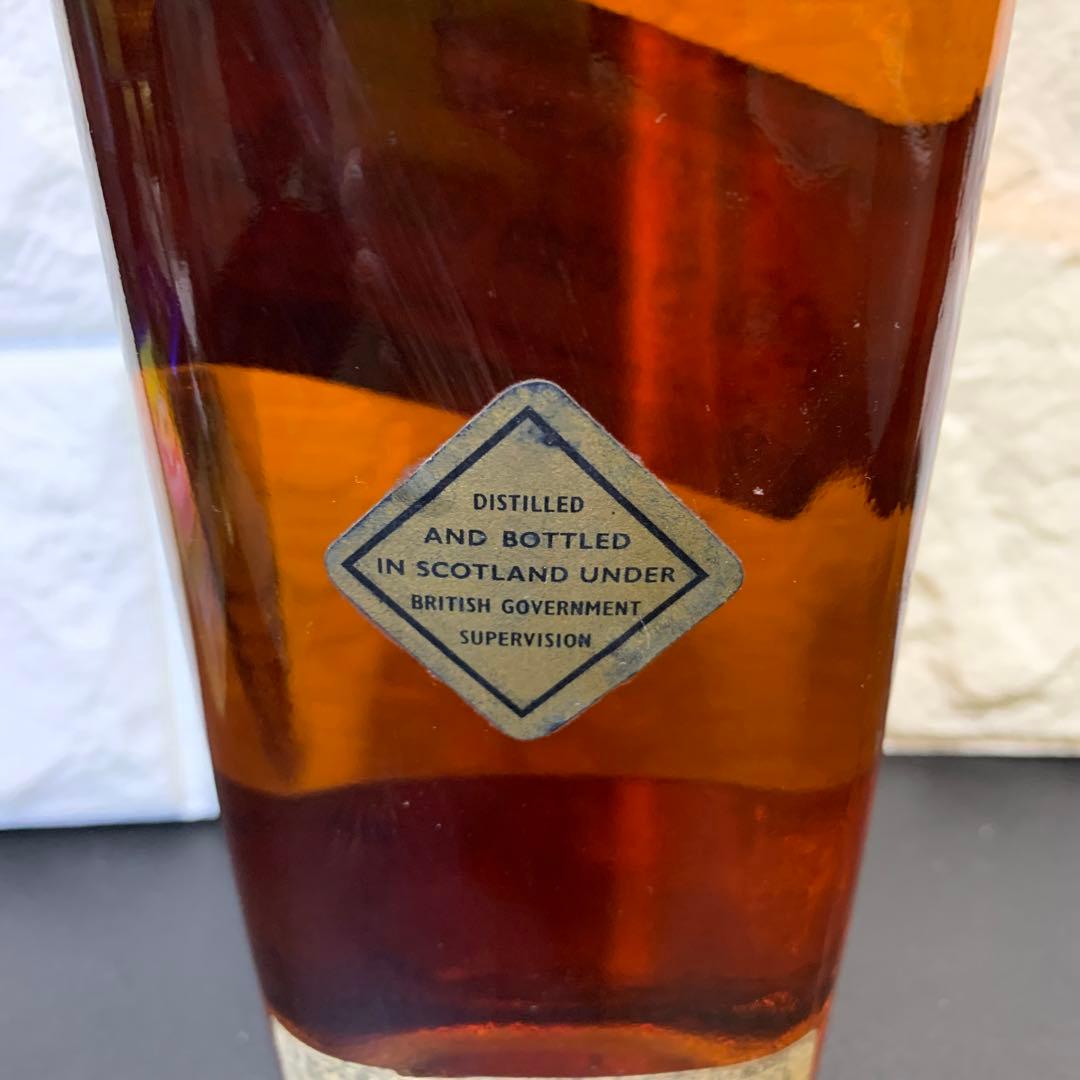 DISTILLED
AND BOTTLED
IN SCOTLAND UNDER
BRITISH GOVERNMENT
SUPERVISION